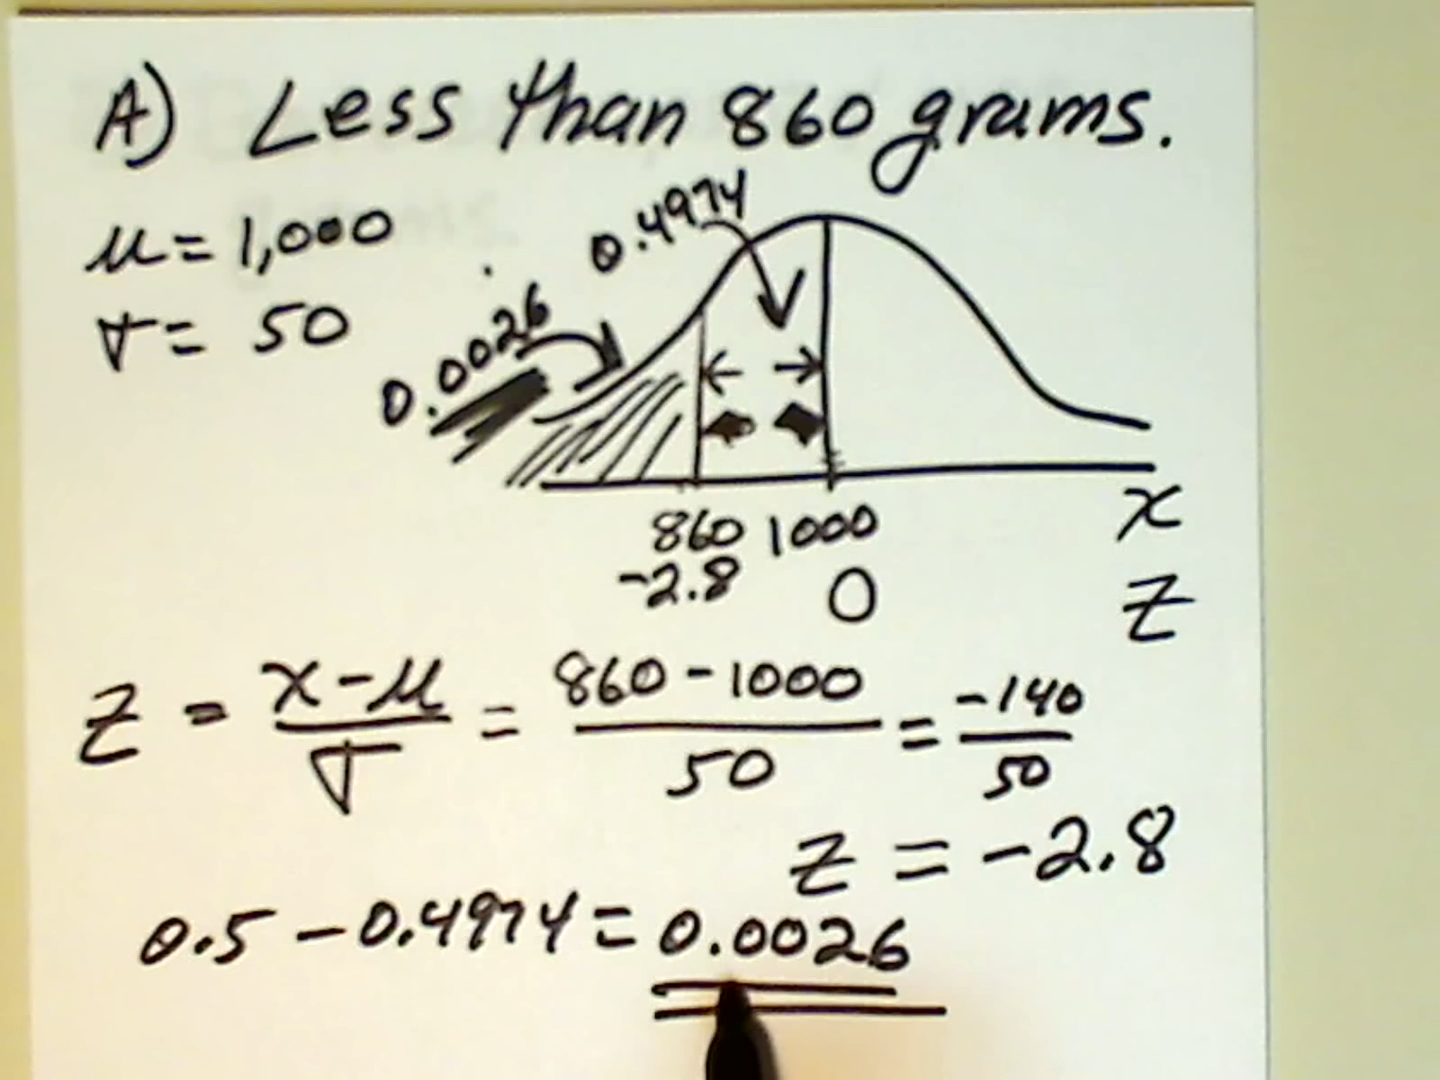 A) Less than 860 grams.
μ = 1,000
σ = 50
0.4974
0.0026
860 1000
x
-2.8 0
z
z = x-μ / σ = 860-1000 / 50 = -140 / 50
z = -2.8
0.5 - 0.4974 = 0.0026